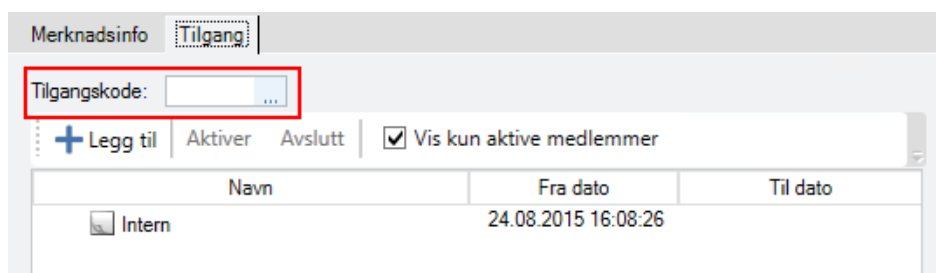 Merknadsinfo Tilgang
Tilgangskode: ...
Legg til Aktiver Avslutt Vis kun aktive medlemmer
Navn Fra dato Til dato
Intern 24.08.2015 16:08:26